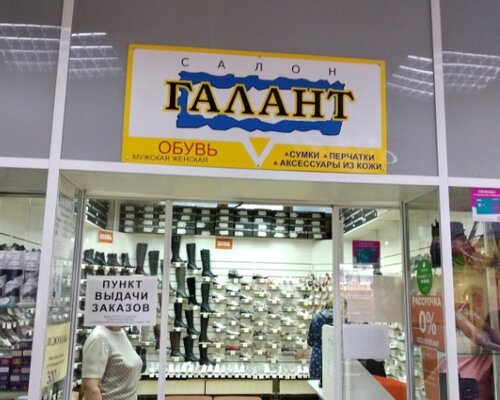 САЛОН
ГАЛАНТ
ОБУВЬ
МУЖСКАЯ ЖЕНСКАЯ
СУМКИ ПЕРЧАТКИ
АКСЕССУАРЫ ИЗ КОЖИ
ПУНКТ
ВЫДАЧИ
ЗАКАЗОВ
РАССРОЧКА
0%